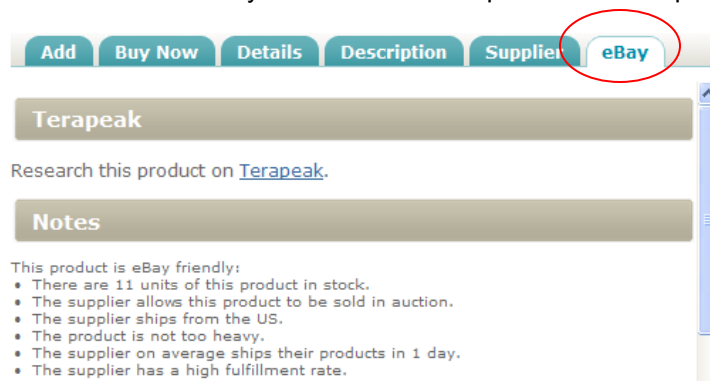 Add Buy Now Details Description Supplier eBay
Terapeak
Research this product on Terapeak.
Notes
This product is eBay friendly:
• There are 11 units of this product in stock.
• The supplier allows this product to be sold in auction.
• The supplier ships from the US.
• The product is not too heavy.
• The supplier on average ships their products in 1 day.
• The supplier has a high fulfillment rate.